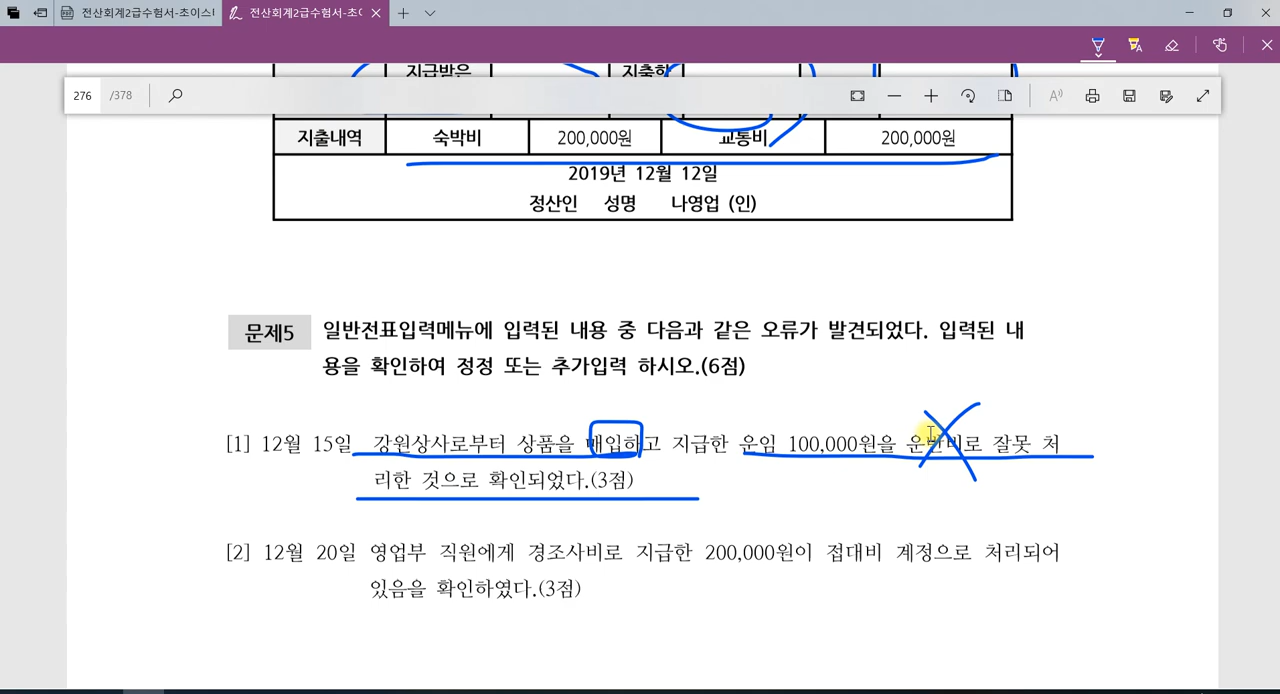 전산회계2급수험서-초이스
전산회계2급수험서-초이
276 /378
지급받은 지출한
지출내역 숙박비 200,000원 교통비 200,000원
2019년 12월 12일
정산인 성명 나영업 (인)
문제5 일반전표입력메뉴에 입력된 내용 중 다음과 같은 오류가 발견되었다. 입력된 내
용을 확인하여 정정 또는 추가입력 하시오.(6점)
[1] 12월 15일 강원상사로부터 상품을 매입하고 지급한 운임 100,000원을 운반비로 잘못 처
리한 것으로 확인되었다.(3점)
[2] 12월 20일 영업부 직원에게 경조사비로 지급한 200,000원이 접대비 계정으로 처리되어
있음을 확인하였다.(3점)